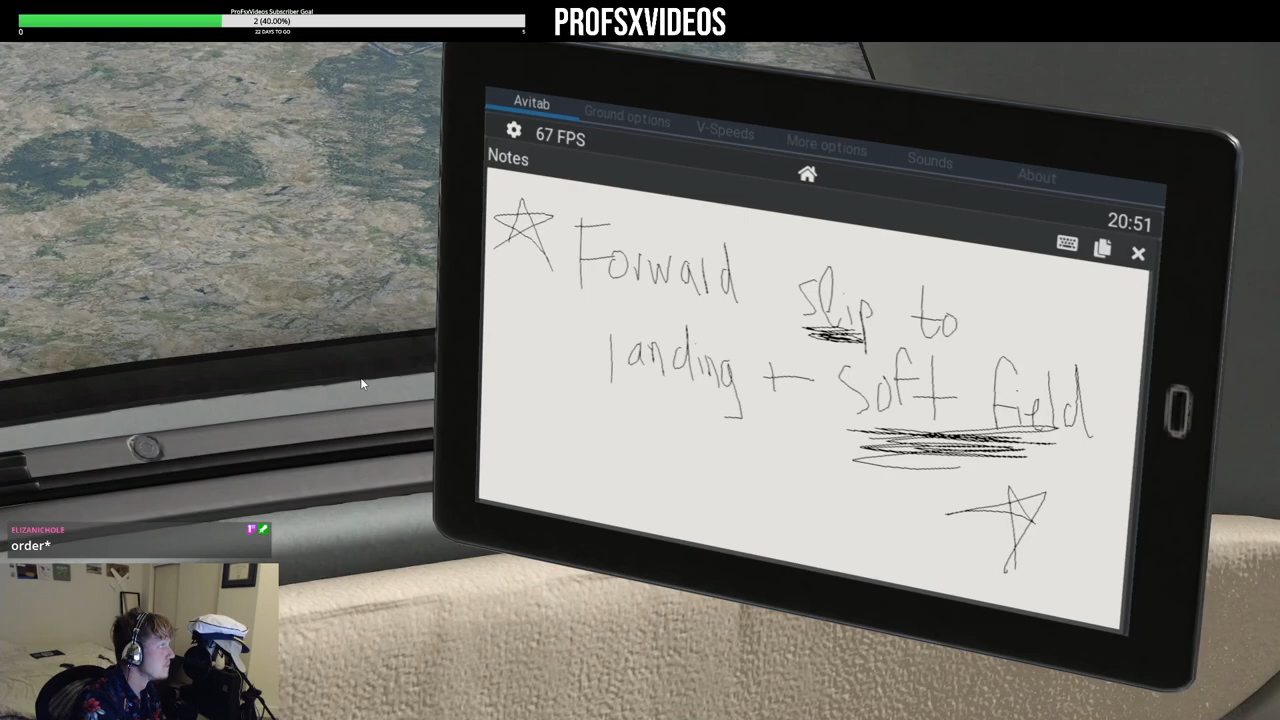 ProFsxVideos Subscriber Goal
2 (40.00%)
0
5
22 DAYS TO GO
PROFSXVIDEOS
Avitab
Ground options
V-Speeds
More options
Sounds
About
67 FPS
Notes
20:51
Forward slip to
landing + soft field
ELIZANICHOLE
order*